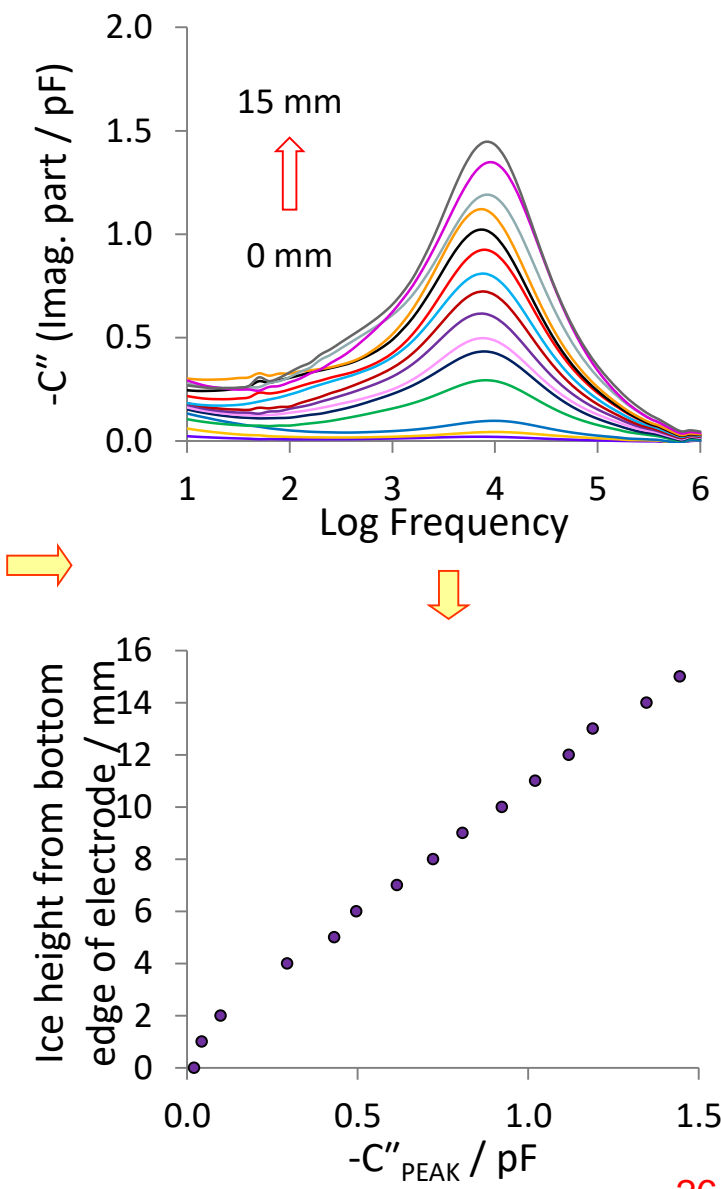 2.0
1.5
1.0
0.5
0.0
-C″ (Imag. part / pF)
15 mm
0 mm
1 2 3 4 5 6
Log Frequency
16
14
12
10
8
6
4
2
0
Ice height from bottom
edge of electrode / mm
0.0 0.5 1.0 1.5
-C″PEAK / pF